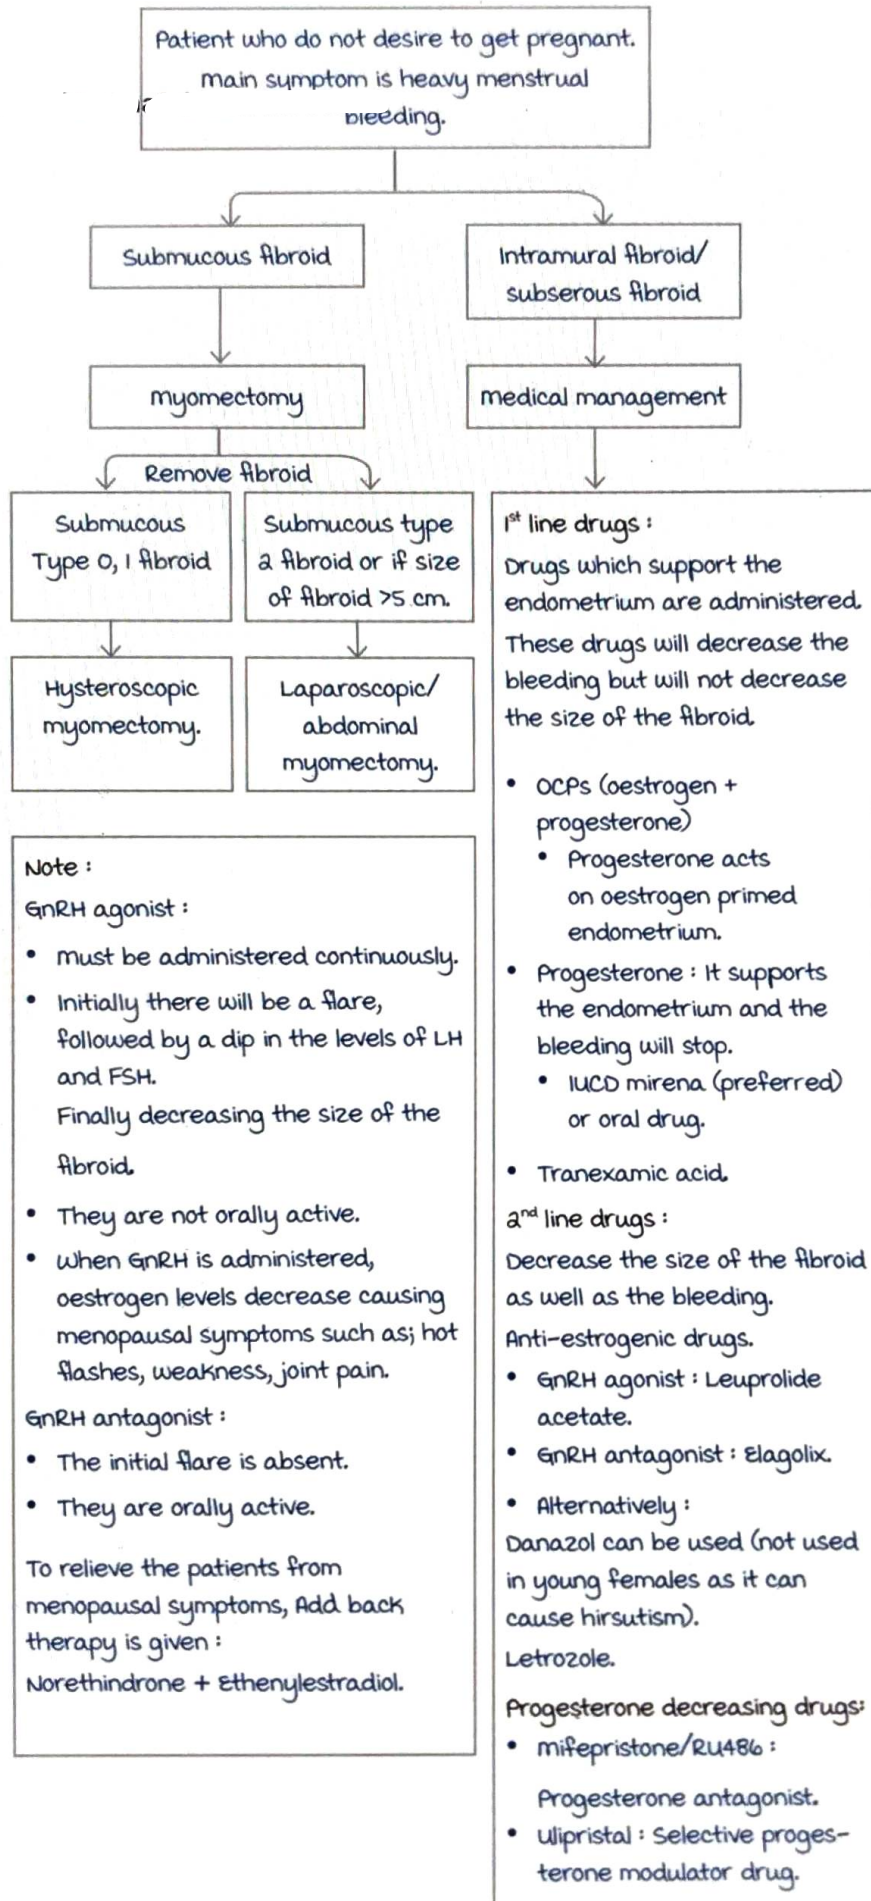 Patient who do not desire to get pregnant.
main symptom is heavy menstrual
bleeding.
Submucous fibroid
Intramural fibroid/
subserous fibroid
myomectomy
medical management
Remove fibroid
Submucous
Type 0, 1 fibroid
Submucous type
2 fibroid or if size
of fibroid >5 cm.
Hysteroscopic
myomectomy.
Laparoscopic/
abdominal
myomectomy.
1st line drugs :
Drugs which support the
endometrium are administered.
These drugs will decrease the
bleeding but will not decrease
the size of the fibroid.
• OCPs (oestrogen +
progesterone)
• Progesterone acts
on oestrogen primed
endometrium.
• Progesterone : It supports
the endometrium and the
bleeding will stop.
• IUCD mirena (preferred)
or oral drug.
• Tranexamic acid.
2nd line drugs :
Decrease the size of the fibroid
as well as the bleeding.
Anti-estrogenic drugs.
• GnRH agonist : Leuprolide
acetate.
• GnRH antagonist : Elagolix.
• Alternatively :
Danazol can be used (not used
in young females as it can
cause hirsutism).
Letrozole.
Progesterone decreasing drugs:
• mifepristone/RU486 :
Progesterone antagonist.
• ulipristal : Selective proges-
terone modulator drug.
Note :
GnRH agonist :
• must be administered continuously.
• Initially there will be a flare,
followed by a dip in the levels of LH
and FSH.
Finally decreasing the size of the
fibroid.
• They are not orally active.
• When GnRH is administered,
oestrogen levels decrease causing
menopausal symptoms such as; hot
flashes, weakness, joint pain.
GnRH antagonist :
• The initial flare is absent.
• They are orally active.
To relieve the patients from
menopausal symptoms, Add back
therapy is given :
Norethindrone + Ethenylestradiol.